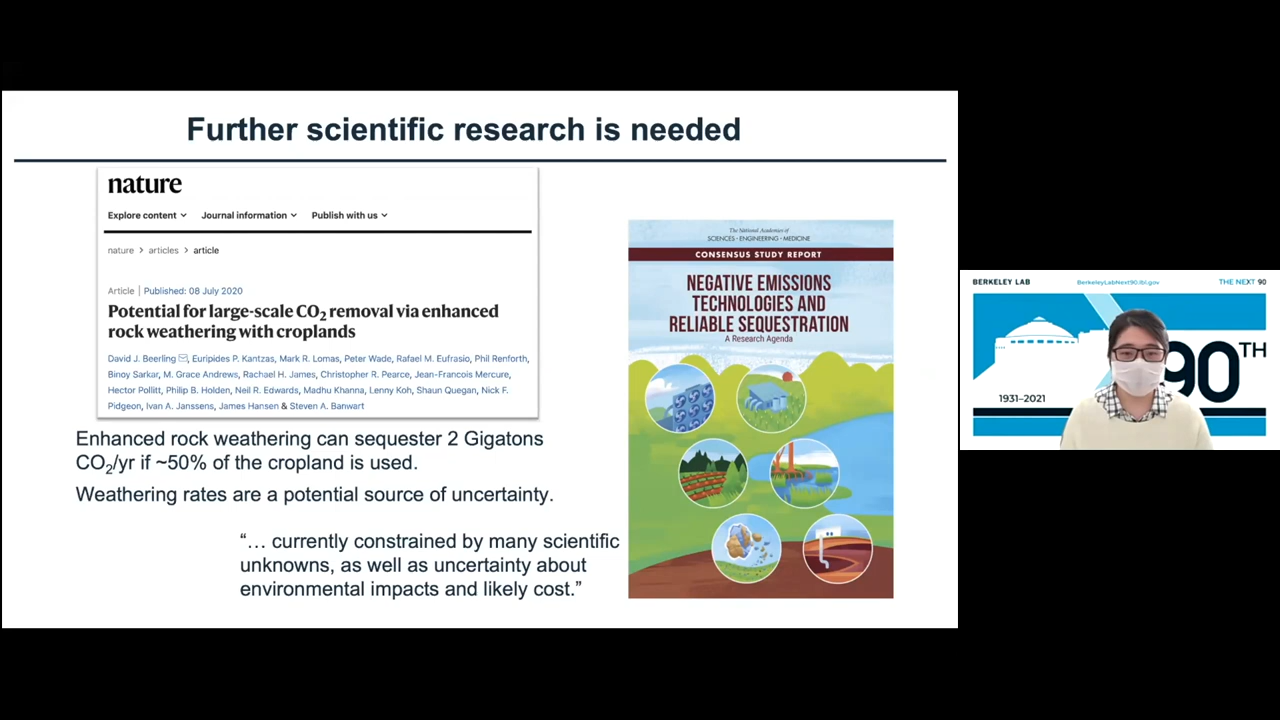 Further scientific research is needed
nature
Explore content Journal information Publish with us
nature > articles > article
Article | Published: 08 July 2020
Potential for large-scale CO2 removal via enhanced
rock weathering with croplands
David J. Beerling, Euripides P. Kantzas, Mark R. Lomas, Peter Wade, Rafael M. Eufrasio, Phil Renforth,
Binoy Sarkar, M. Grace Andrews, Rachael H. James, Christopher R. Pearce, Jean-Francois Mercure,
Hector Pollitt, Philip B. Holden, Neil R. Edwards, Madhu Khanna, Lenny Koh, Shaun Quegan, Nick F.
Pidgeon, Ivan A. Janssens, James Hansen & Steven A. Banwart
Enhanced rock weathering can sequester 2 Gigatons
CO2/yr if ~50% of the cropland is used.
Weathering rates are a potential source of uncertainty.
“… currently constrained by many scientific
unknowns, as well as uncertainty about
environmental impacts and likely cost.”
The National Academies of
SCIENCES · ENGINEERING · MEDICINE
CONSENSUS STUDY REPORT
NEGATIVE EMISSIONS
TECHNOLOGIES AND
RELIABLE SEQUESTRATION
A Research Agenda
BERKELEY LAB BerkeleyLabNext90.lbl.gov THE NEXT 90
90TH
1931–2021